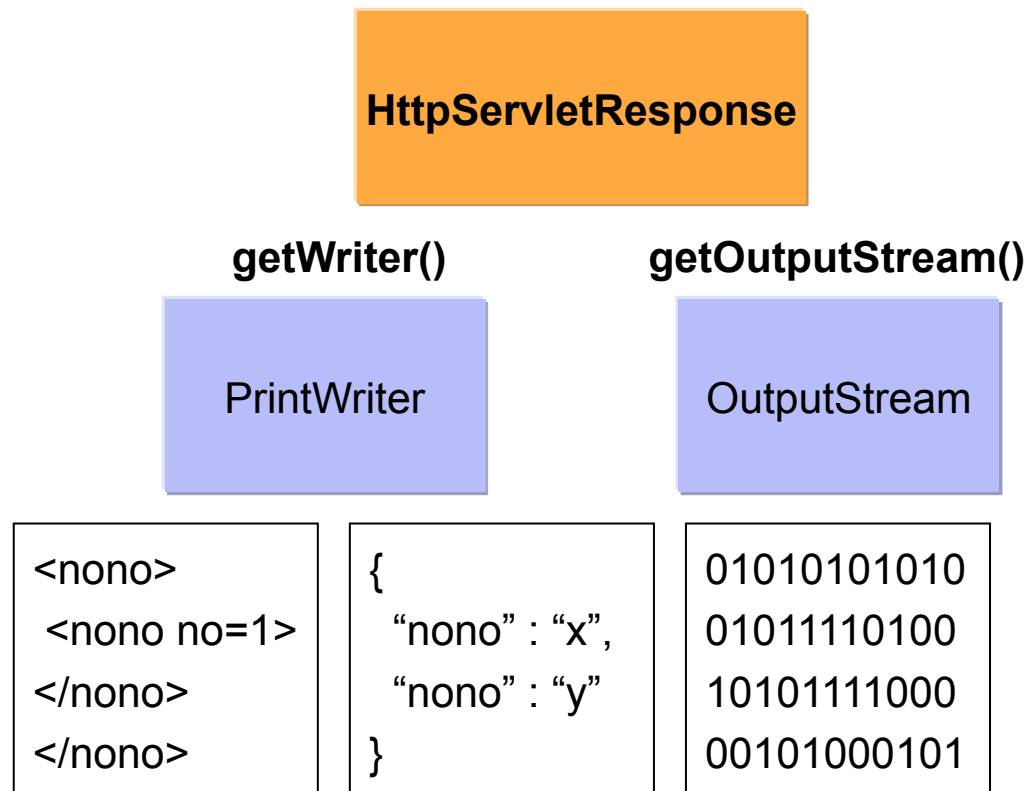 HttpServletResponse
getWriter()
getOutputStream()
PrintWriter
OutputStream
<nono>
<nono no=1>
</nono>
</nono>
{
“nono” : “x”,
“nono” : “y”
}
01010101010
01011110100
10101111000
00101000101